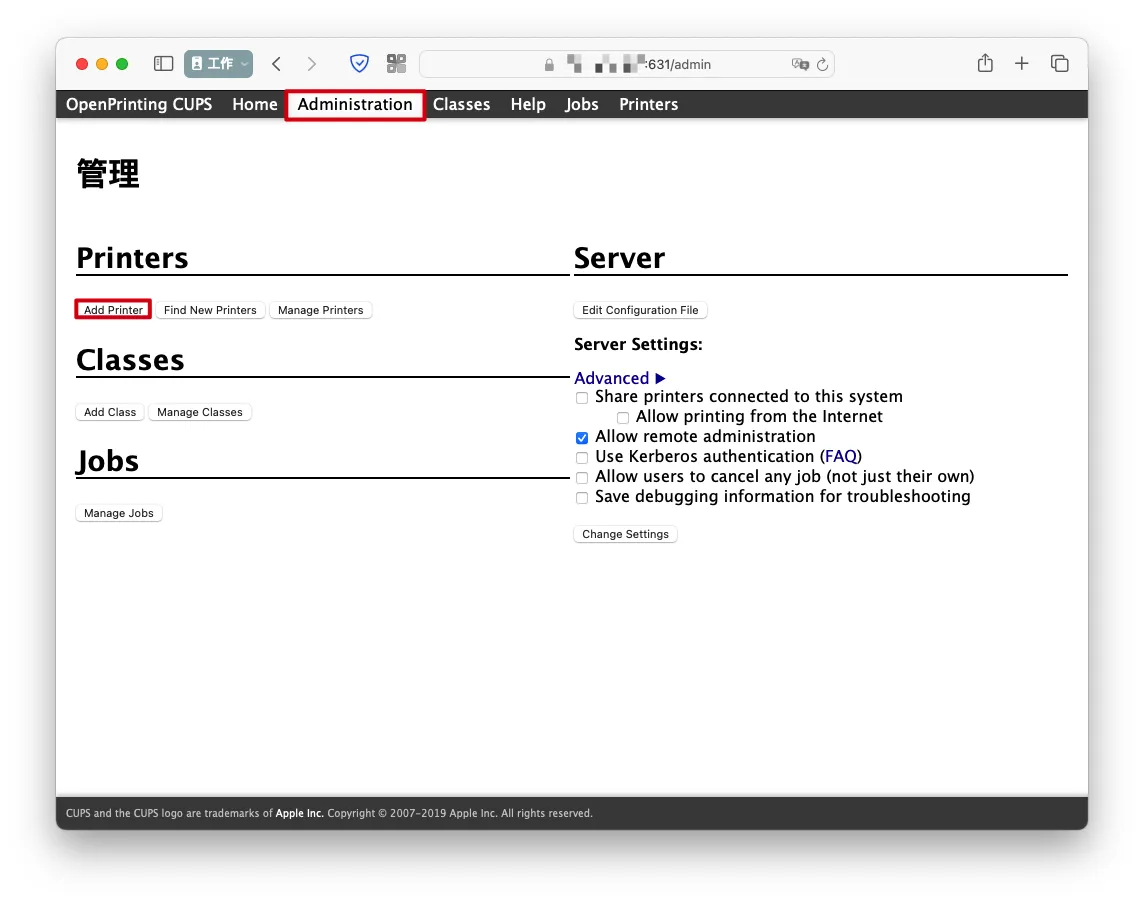 工作
:631/admin
OpenPrinting CUPS Home Administration Classes Help Jobs Printers
管理
Printers
Add Printer Find New Printers Manage Printers
Classes
Add Class Manage Classes
Jobs
Manage Jobs
Server
Edit Configuration File
Server Settings:
Advanced ▶
Share printers connected to this system
Allow printing from the Internet
Allow remote administration
Use Kerberos authentication (FAQ)
Allow users to cancel any job (not just their own)
Save debugging information for troubleshooting
Change Settings
CUPS and the CUPS logo are trademarks of Apple Inc. Copyright © 2007-2019 Apple Inc. All rights reserved.